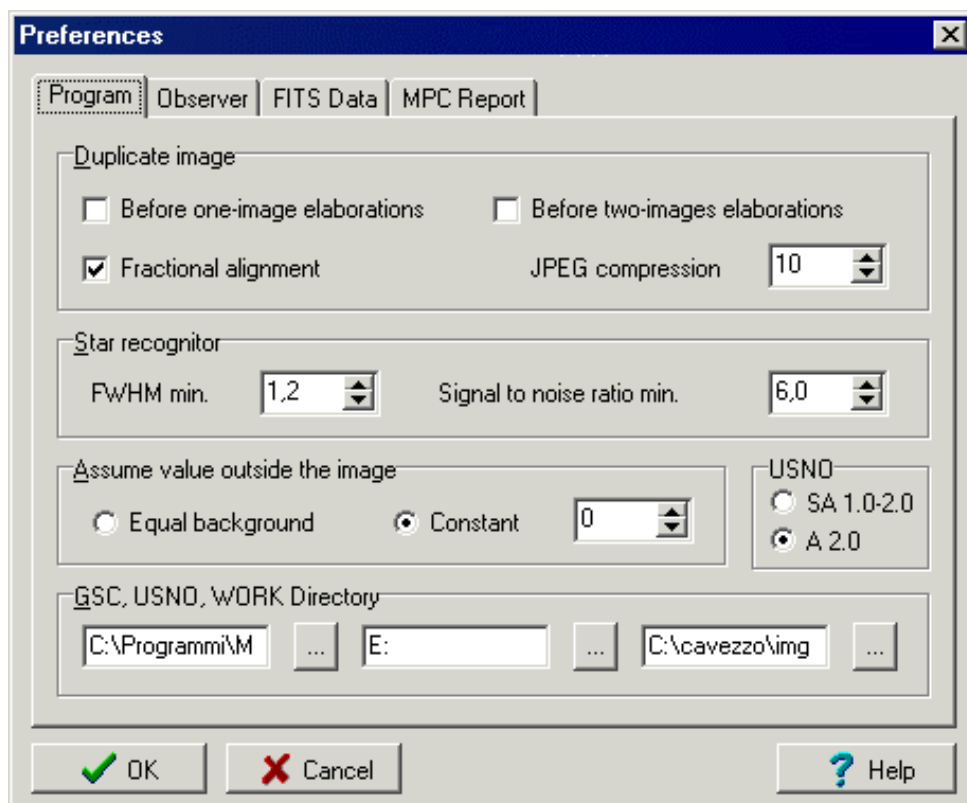 Preferences
Program Observer FITS Data MPC Report
Duplicate image
Before one-image elaborations Before two-images elaborations
Fractional alignment JPEG compression 10
Star recognitor
FWHM min. 1,2 Signal to noise ratio min. 6,0
Assume value outside the image
Equal background Constant 0
USNO
SA 1.0-2.0
A 2.0
GSC, USNO, WORK Directory
C:\Programmi\M ... E: ... C:\cavezzo\img ...
OK Cancel Help